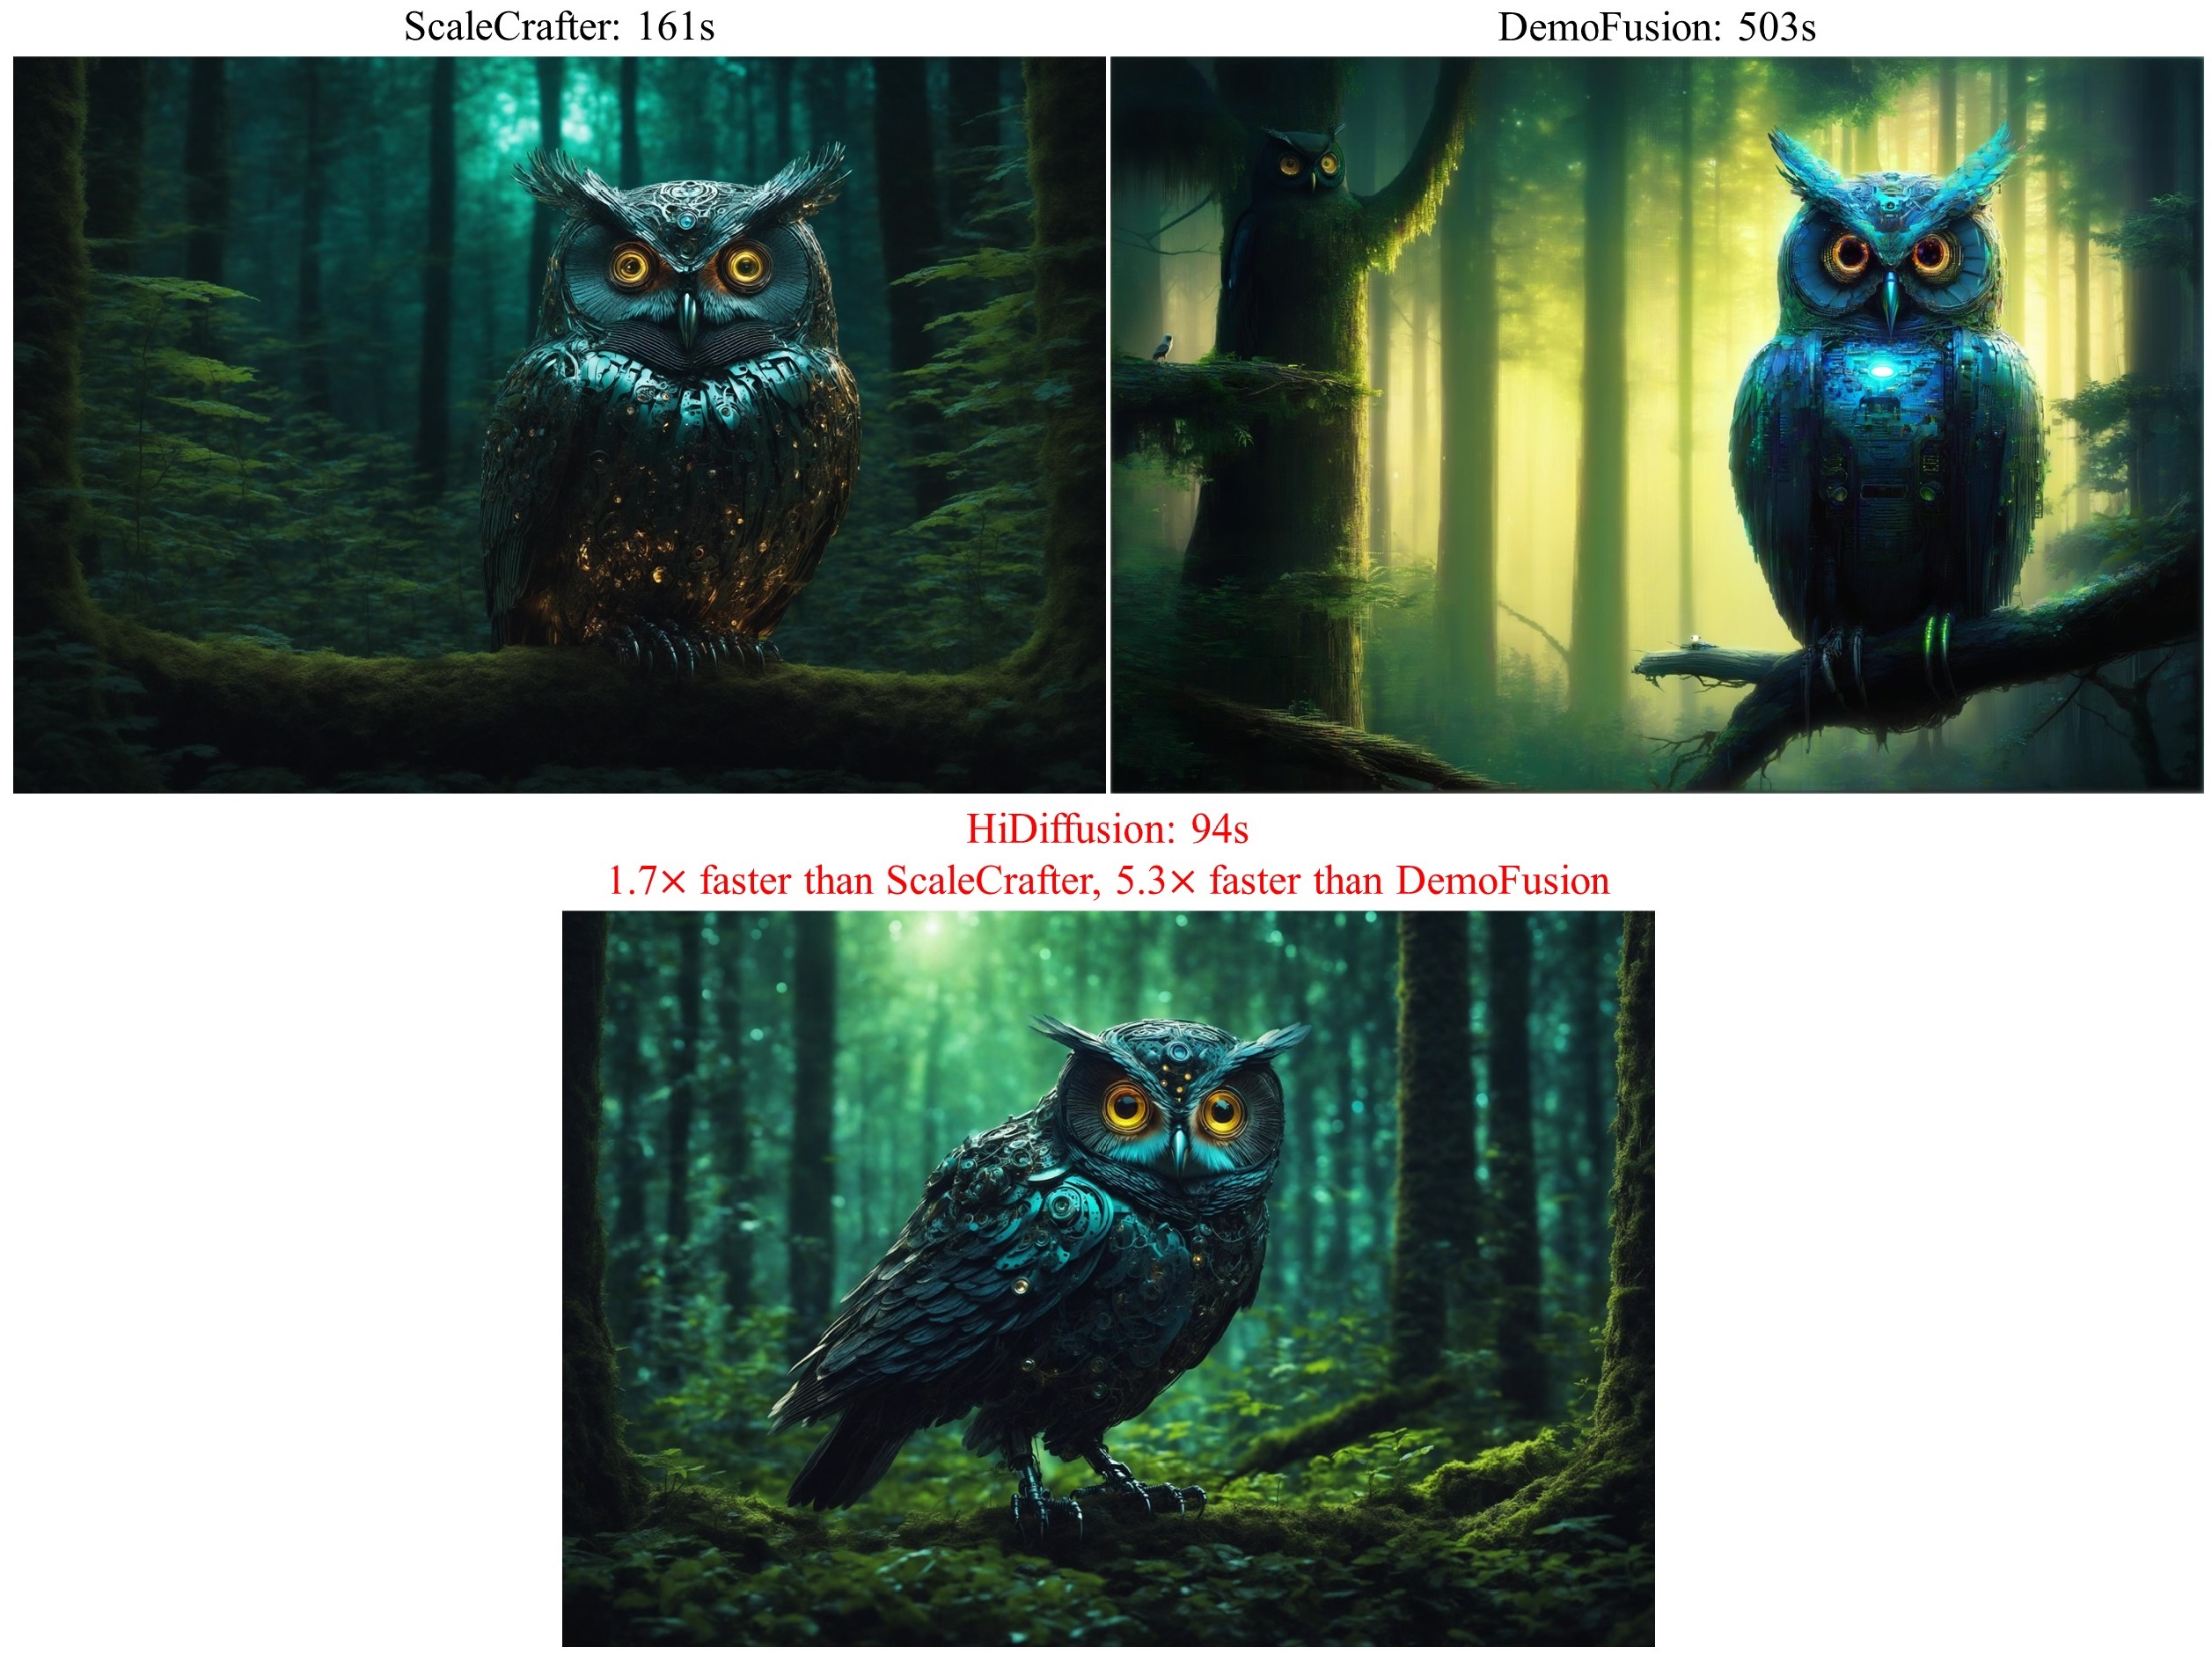 ScaleCrafter: 161s
DemoFusion: 503s
HiDiffusion: 94s
1.7× faster than ScaleCrafter, 5.3× faster than DemoFusion